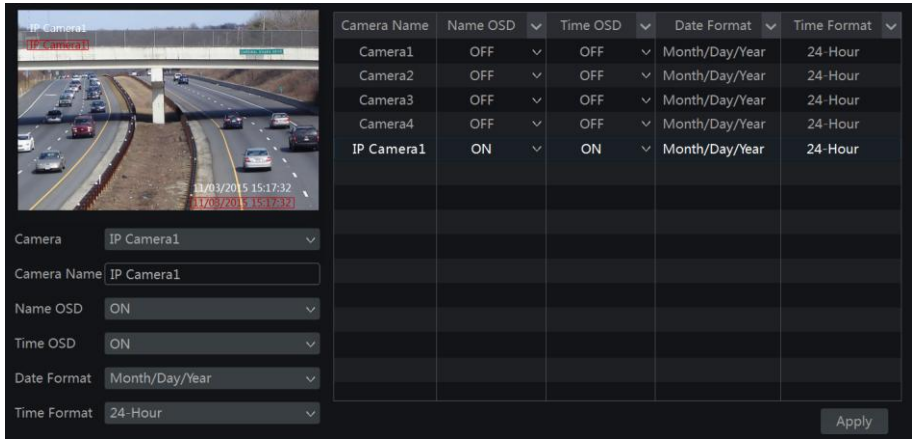 IP Camera1
IP Camera1
11/03/2015 15:17:32
11/03/2015 15:17:32
Camera IP Camera1
Camera Name IP Camera1
Name OSD ON
Time OSD ON
Date Format Month/Day/Year
Time Format 24-Hour
Camera Name Name OSD Time OSD Date Format Time Format
Camera1 OFF OFF Month/Day/Year 24-Hour
Camera2 OFF OFF Month/Day/Year 24-Hour
Camera3 OFF OFF Month/Day/Year 24-Hour
Camera4 OFF OFF Month/Day/Year 24-Hour
IP Camera1 ON ON Month/Day/Year 24-Hour
Apply